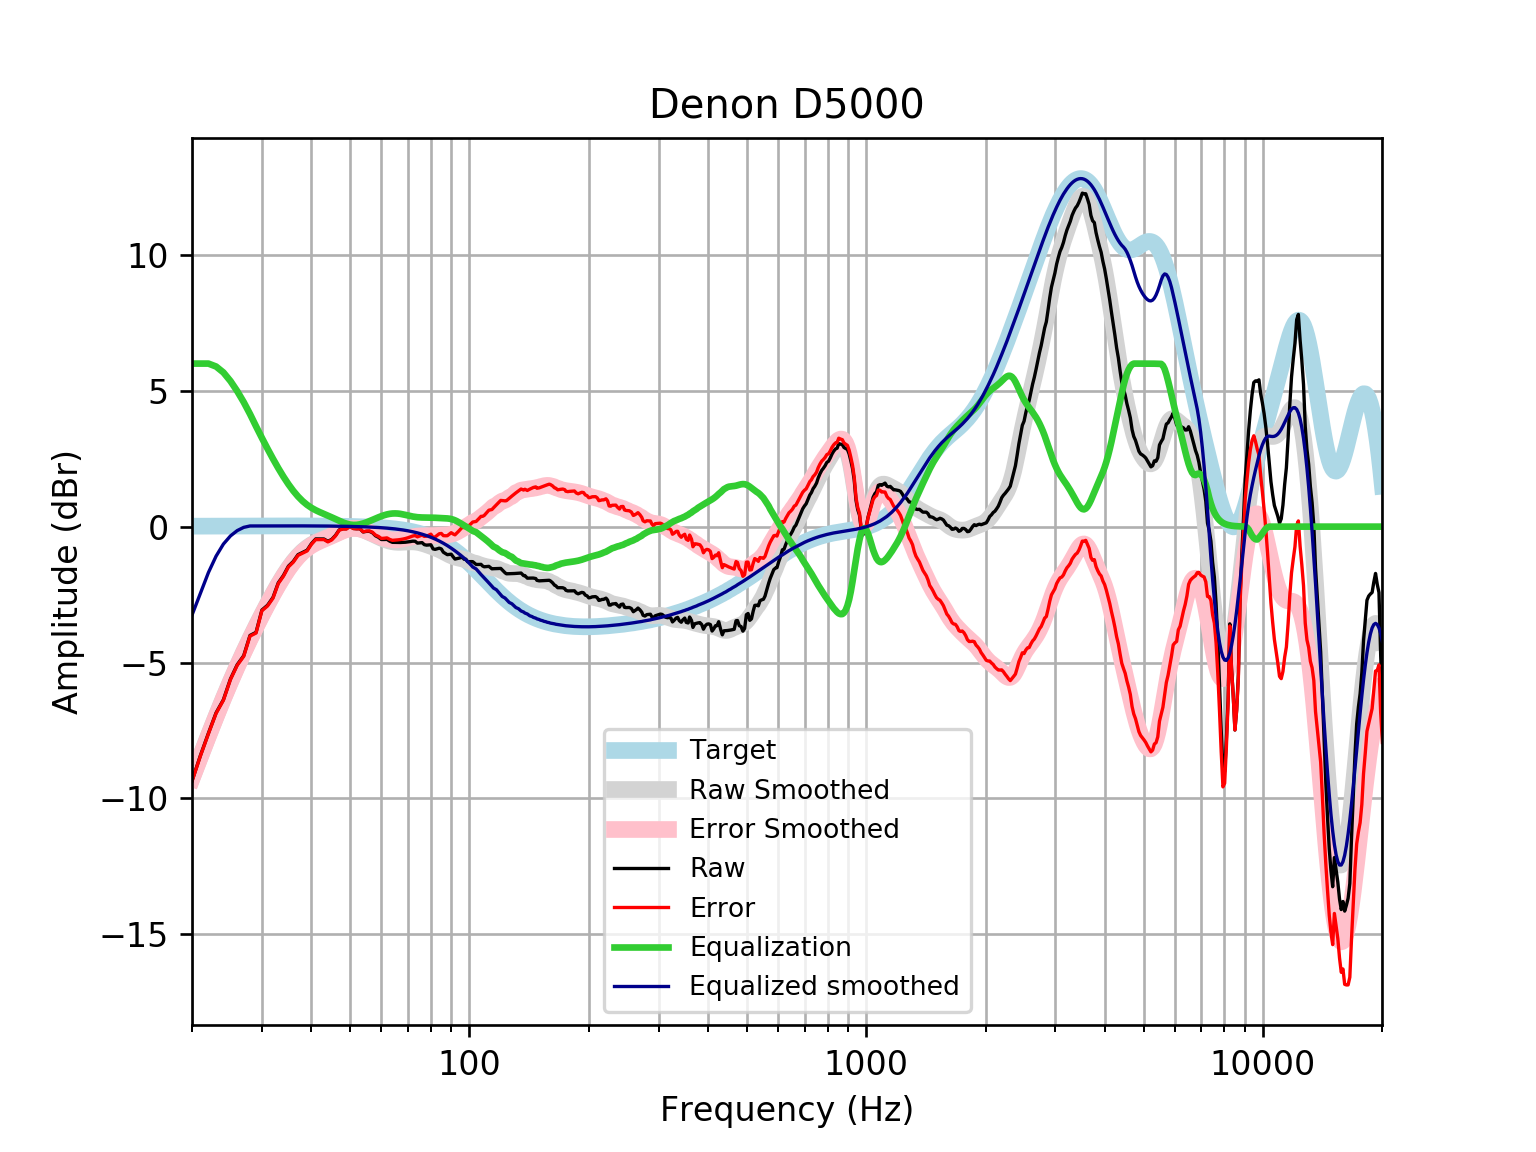 Denon D5000
Amplitude (dBr)
10
5
0
−5
−10
−15
Target
Raw Smoothed
Error Smoothed
Raw
Error
Equalization
Equalized smoothed
100 1000 10000
Frequency (Hz)